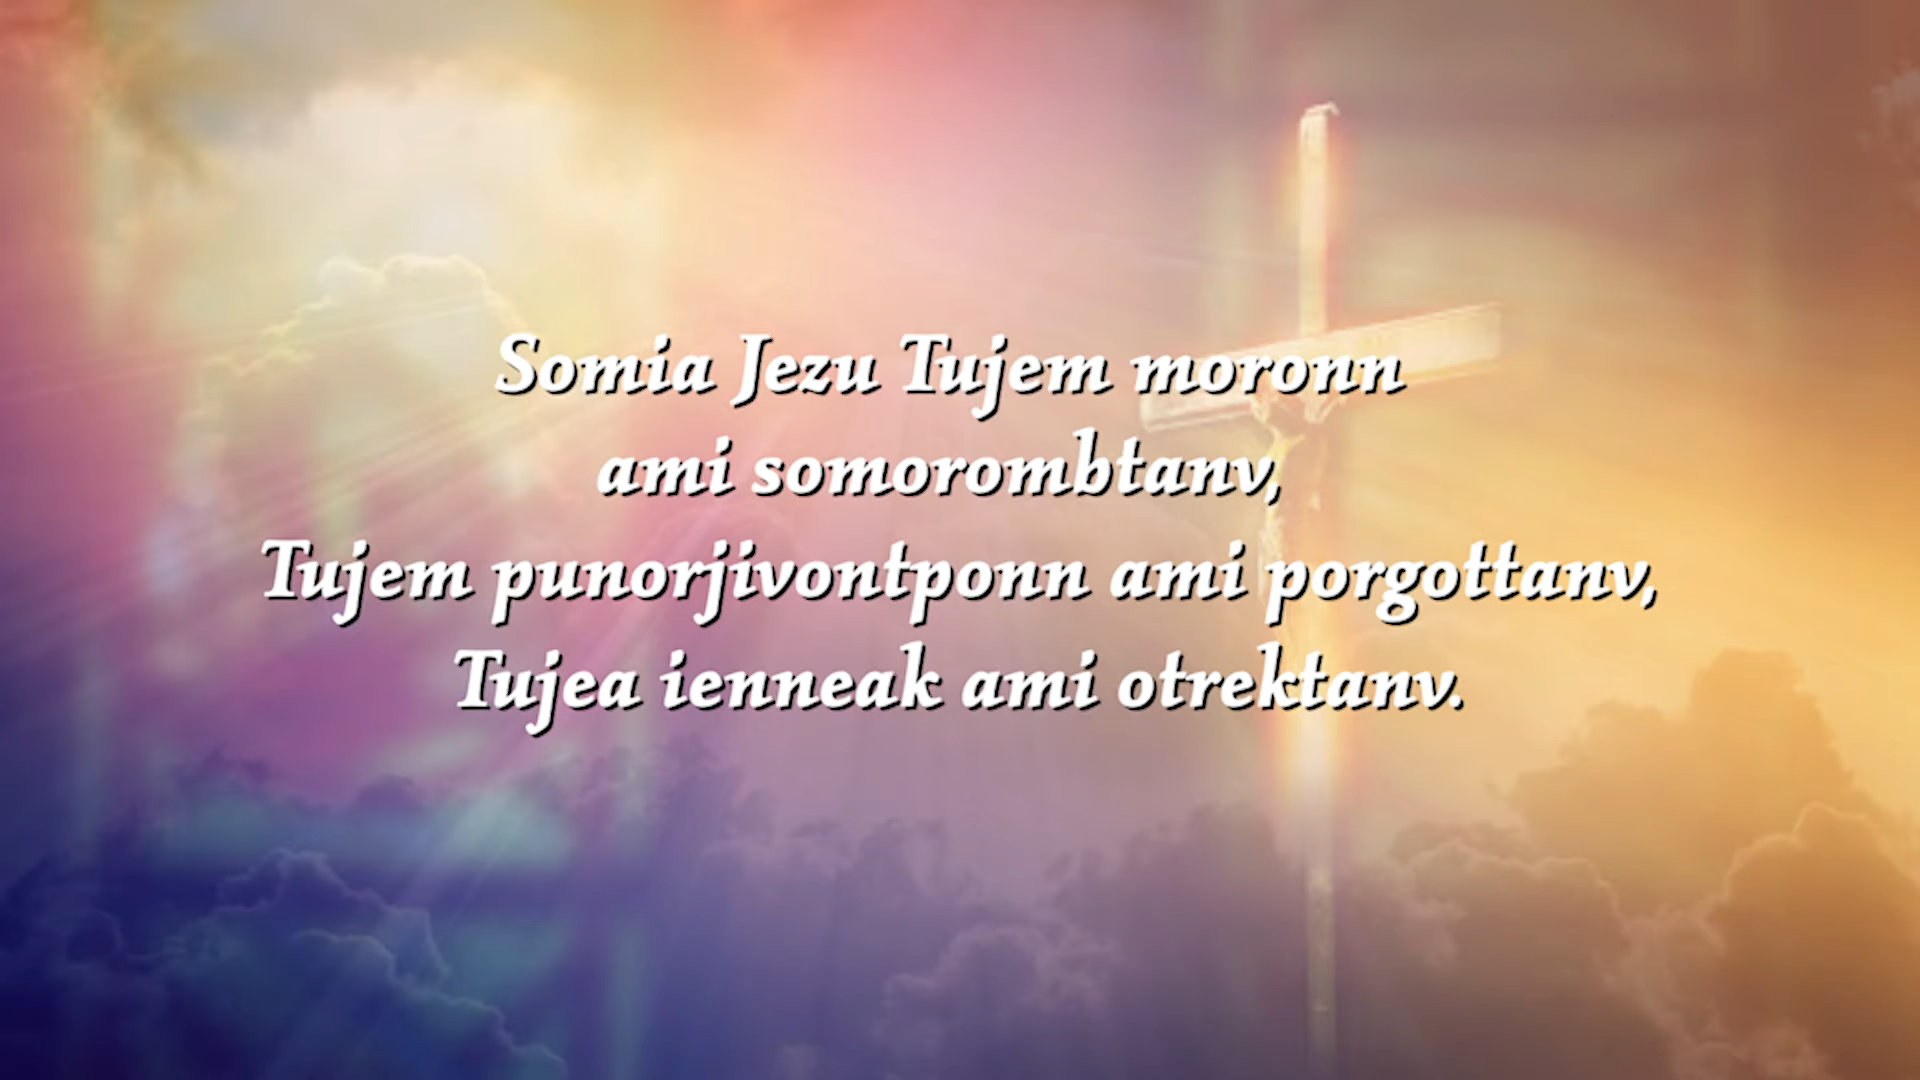 Somia Jezu Tujem moronn
ami somorombtanv,
Tujem punorjivontponn ami porgottanv,
Tujea ienneak ami otrektanv.